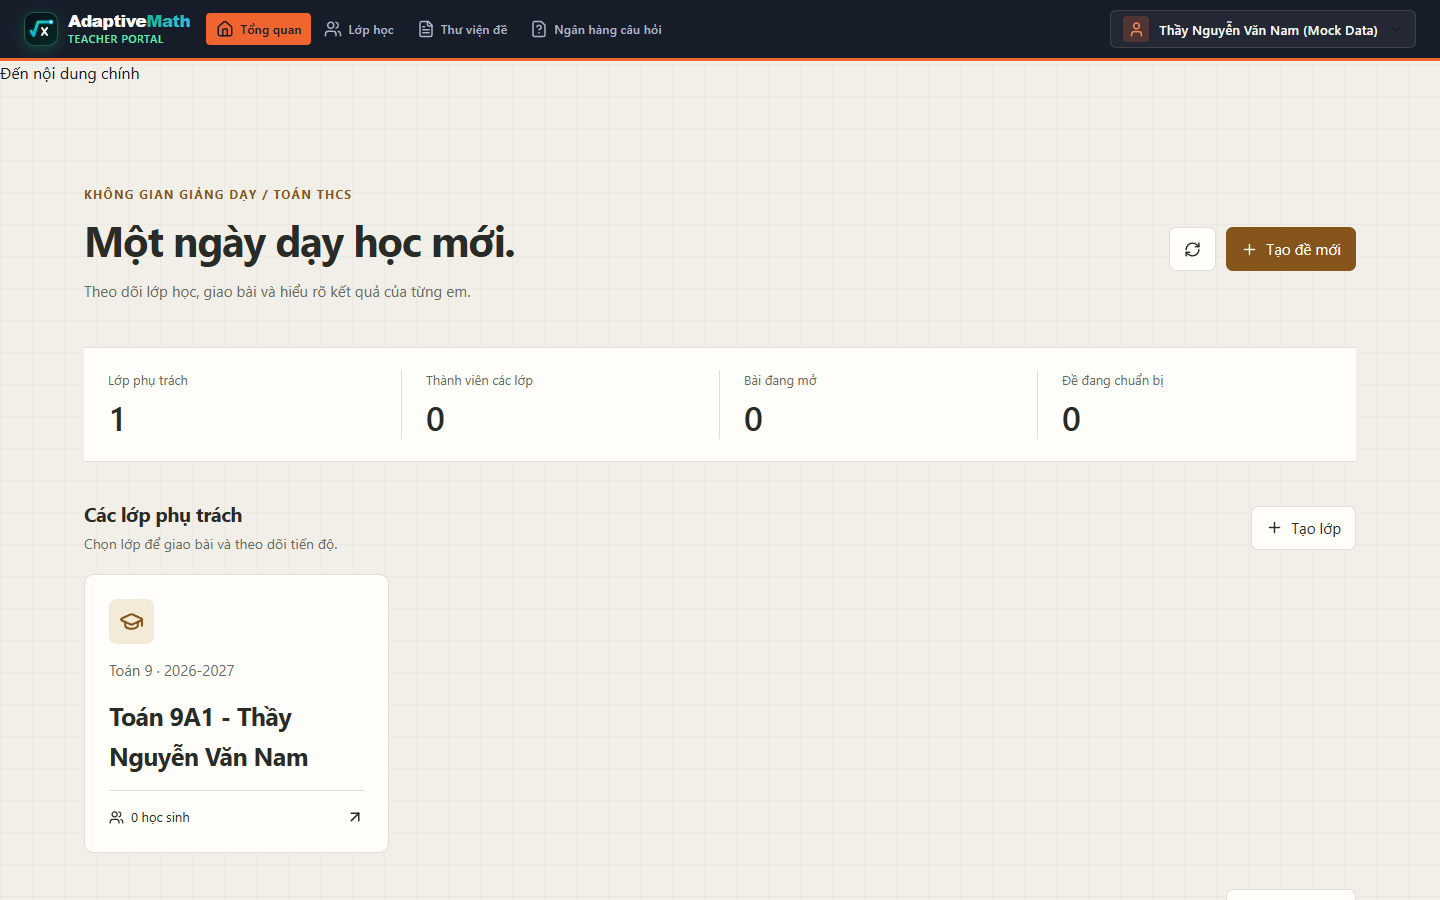 AdaptiveMath
TEACHER PORTAL
Tổng quan
Lớp học
Thư viện đề
Ngân hàng câu hỏi
Thầy Nguyễn Văn Nam (Mock Data)
Đến nội dung chính
KHÔNG GIAN GIẢNG DẠY / TOÁN THCS
Một ngày dạy học mới.
Theo dõi lớp học, giao bài và hiểu rõ kết quả của từng em.
Tạo đề mới
Lớp phụ trách
1
Thành viên các lớp
0
Bài đang mở
0
Đề đang chuẩn bị
0
Các lớp phụ trách
Chọn lớp để giao bài và theo dõi tiến độ.
Tạo lớp
Toán 9 · 2026-2027
Toán 9A1 - Thầy
Nguyễn Văn Nam
0 học sinh